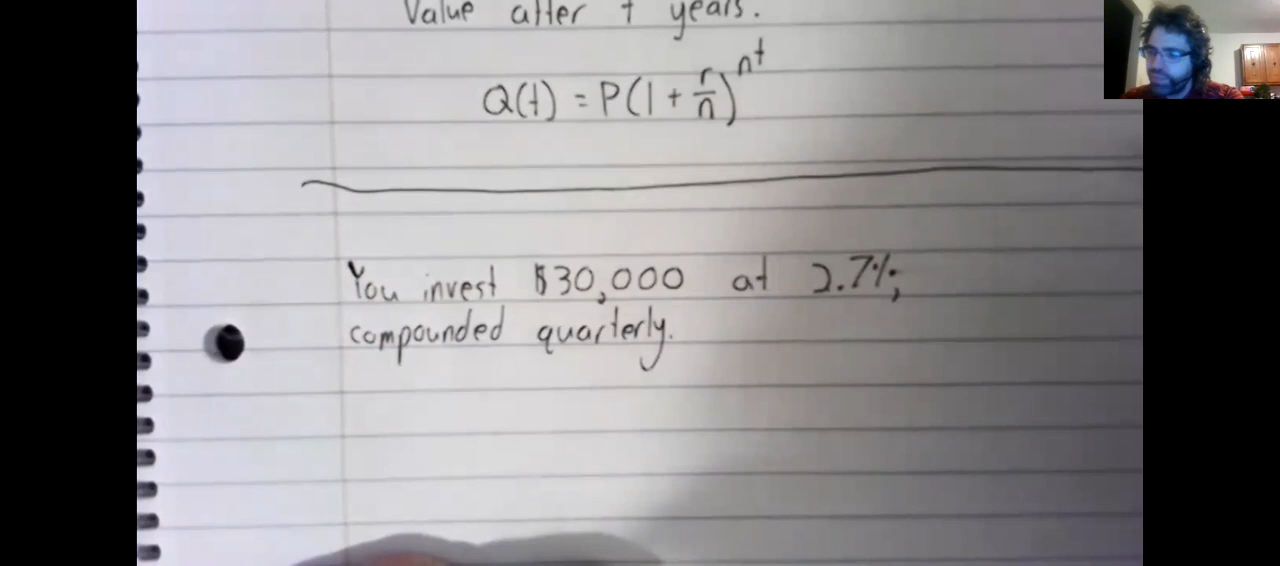 Value after t years.
Q(t) = P(1 + r/n)^nt
You invest $30,000 at 2.7%;
compounded quarterly.